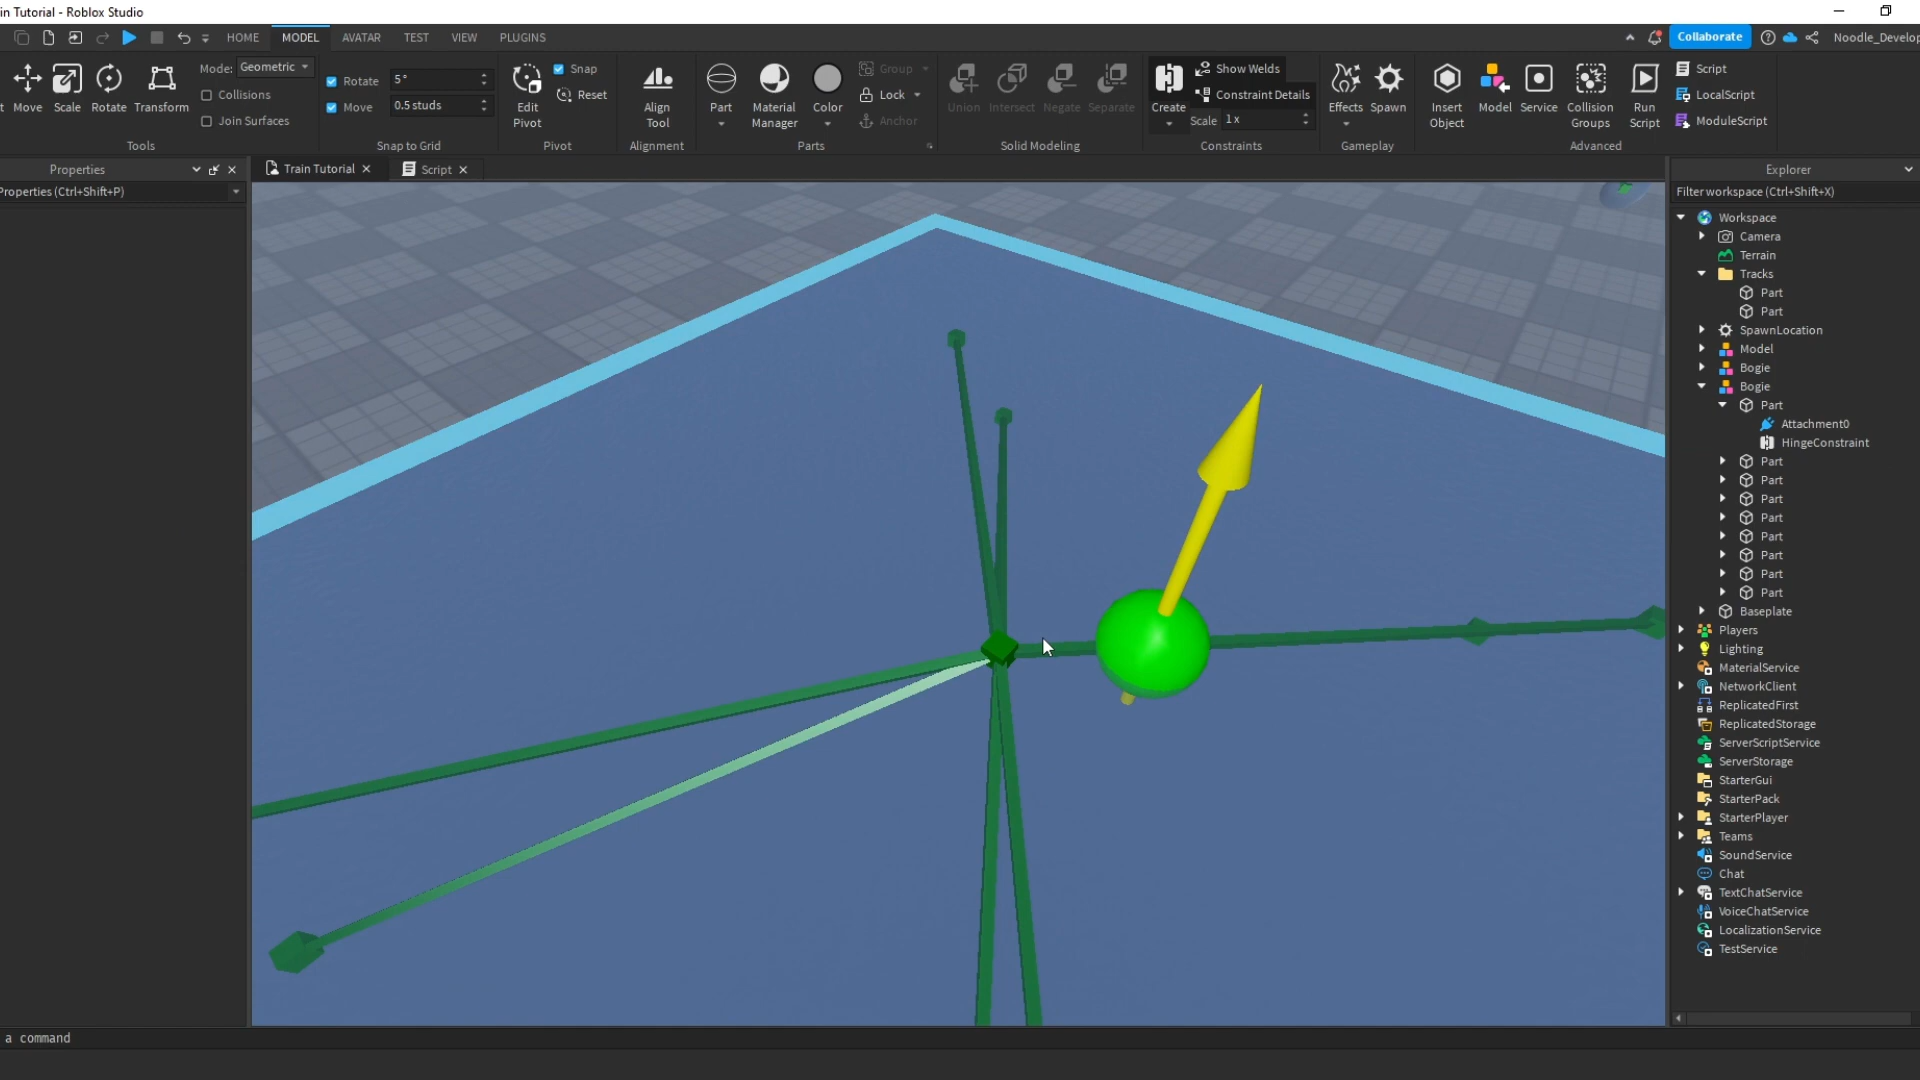 in Tutorial - Roblox Studio
HOME MODEL AVATAR TEST VIEW PLUGINS
Collaborate
Noodle_Develop
Move Scale Rotate Transform
Mode: Geometric
Collisions
Join Surfaces
Tools
Rotate 5°
Move 0.5 studs
Snap to Grid
Edit Pivot
Snap
Reset
Pivot
Align Tool
Alignment
Part
Material Manager
Color
Group
Lock
Anchor
Parts
Union Intersect Negate Separate
Solid Modeling
Create
Show Welds
Constraint Details
Scale 1 x
Constraints
Effects Spawn
Gameplay
Insert Object
Model
Service
Collision Groups
Run Script
Script
LocalScript
ModuleScript
Advanced
Properties
Properties (Ctrl+Shift+P)
Train Tutorial
Script
Explorer
Filter workspace (Ctrl+Shift+X)
Workspace
Camera
Terrain
Tracks
Part
Part
SpawnLocation
Model
Bogie
Bogie
Part
Attachment0
HingeConstraint
Part
Part
Part
Part
Part
Part
Part
Part
Baseplate
Players
Lighting
MaterialService
NetworkClient
ReplicatedFirst
ReplicatedStorage
ServerScriptService
ServerStorage
StarterGui
StarterPack
StarterPlayer
Teams
SoundService
Chat
TextChatService
VoiceChatService
LocalizationService
TestService
a command